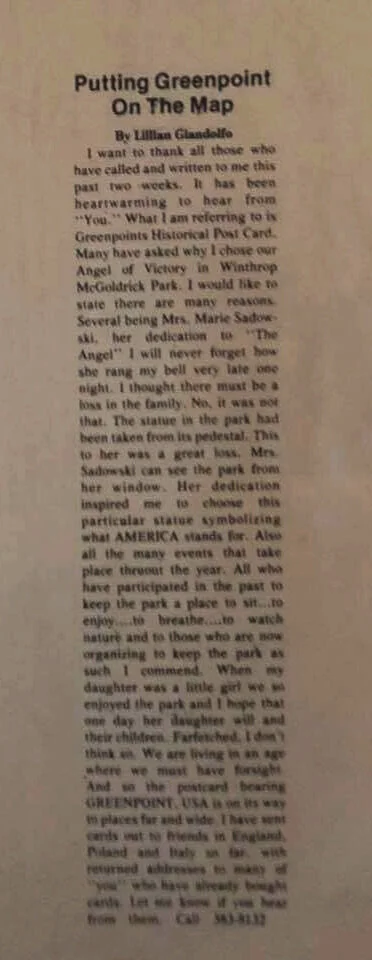 Putting Greenpoint
On The Map
By Lillian Giandolfo
I want to thank all those who
have called and written to me this
past two weeks. It has been
heartwarming to hear from
"You." What I am referring to is
Greenpoints Historical Post Card.
Many have asked why I chose our
Angel of Victory in Winthrop
McGoldrick Park. I would like to
state there are many reasons.
Several being Mrs. Marie Sadow-
ski, her dedication to "The
Angel" I will never forget how
she rang my bell very late one
night. I thought there must be a
loss in the family. No, it was not
that. The statue in the park had
been taken from its pedestal. This
to her was a great loss. Mrs.
Sadowski can see the park from
her window. Her dedication
inspired me to choose this
particular statue symbolizing
what AMERICA stands for. Also
all the many events that take
place thruout the year. All who
have participated in the past to
keep the park a place to sit...to
enjoy....to breathe....to watch
nature and to those who are now
organizing to keep the park as
such I commend. When my
daughter was a little girl we so
enjoyed the park and I hope that
one day her daughter will and
their children. Farfetched, I don't
think so. We are living in an age
where we must have forsight.
And so the postcard bearing
GREENPOINT, USA is on its way
to places far and wide. I have sent
cards out to friends in England,
Poland and Italy so far, with
returned addresses to many of
"you" who have already bought
cards. Let me know if you hear
from them. Call 383-8132